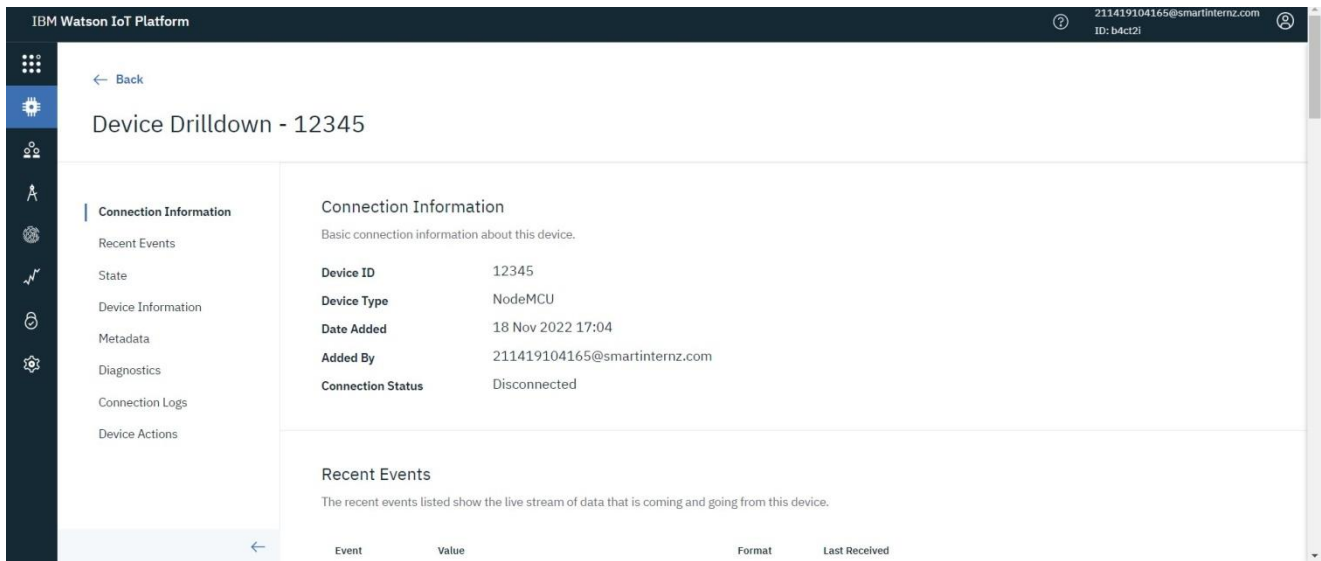 IBM Watson IoT Platform
211419104165@smartinternz.com
ID: b4ct2i
← Back
Device Drilldown - 12345
Connection Information
Recent Events
State
Device Information
Metadata
Diagnostics
Connection Logs
Device Actions
Connection Information
Basic connection information about this device.
Device ID 12345
Device Type NodeMCU
Date Added 18 Nov 2022 17:04
Added By 211419104165@smartinternz.com
Connection Status Disconnected
Recent Events
The recent events listed show the live stream of data that is coming and going from this device.
Event Value Format Last Received